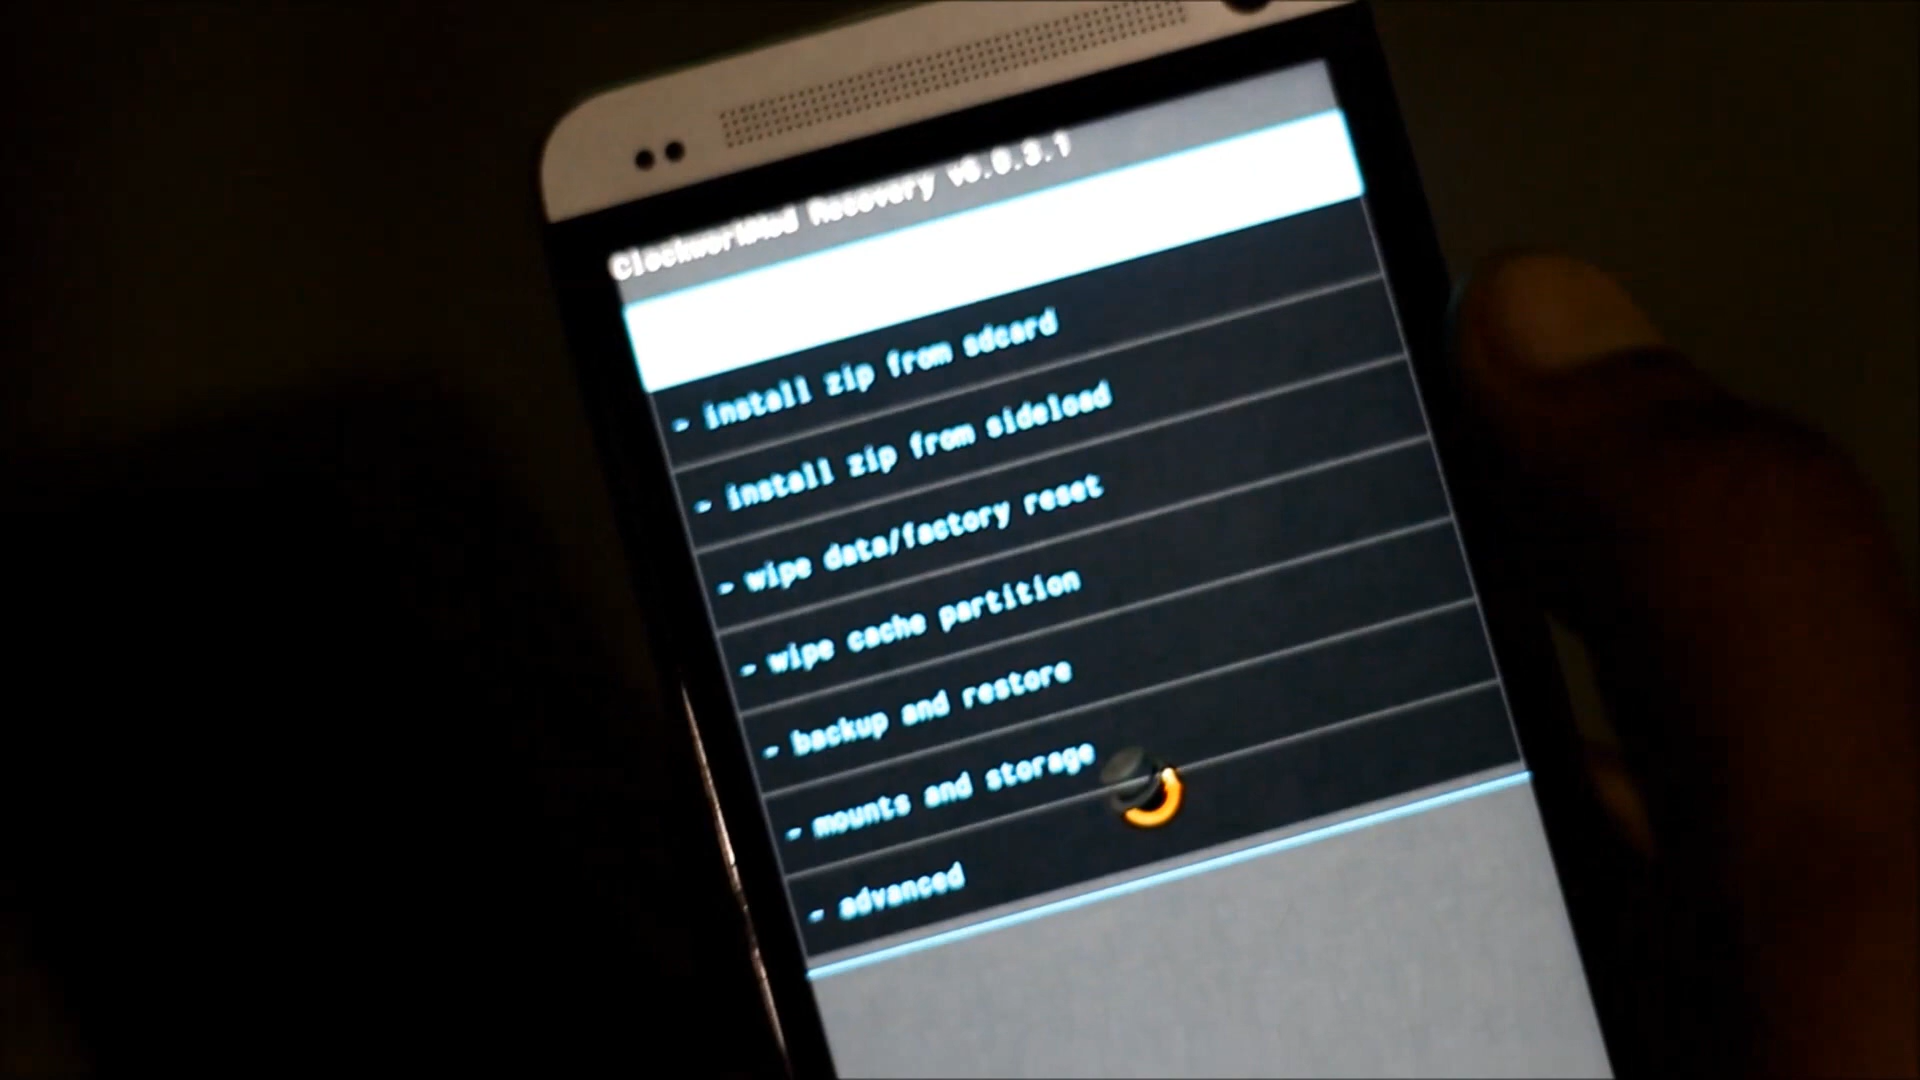 ClockworkMod Recovery v6.0.3.1
- install zip from sdcard
- install zip from sideload
- wipe data/factory reset
- wipe cache partition
- backup and restore
- mounts and storage
- advanced